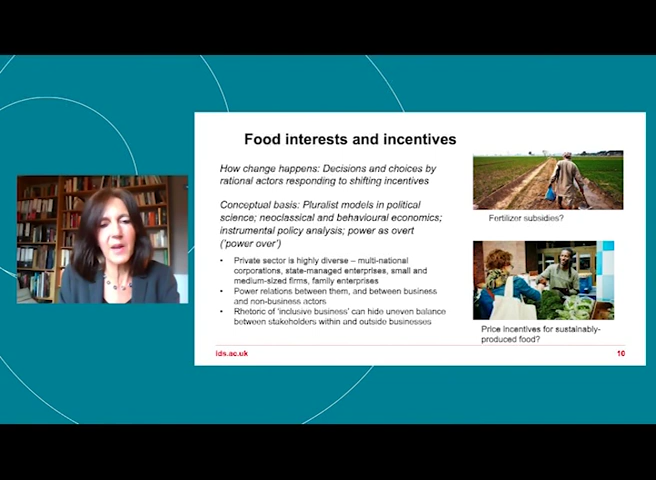 Food interests and incentives
How change happens: Decisions and choices by
rational actors responding to shifting incentives
Conceptual basis: Pluralist models in political
science; neoclassical and behavioural economics;
instrumental policy analysis; power as overt
('power over')
• Private sector is highly diverse – multi-national
corporations, state-managed enterprises, small and
medium-sized firms, family enterprises
• Power relations between them, and between business
and non-business actors
• Rhetoric of 'inclusive business' can hide uneven balance
between stakeholders within and outside businesses
Fertilizer subsidies?
Price incentives for sustainably-
produced food?
ids.ac.uk
10